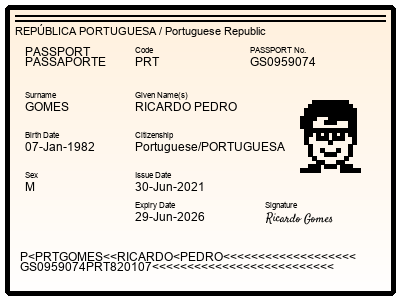 REPÚBLICA PORTUGUESA / Portuguese Republic
PASSPORT Code PASSPORT No.
PASSAPORTE PRT GS0959074
Surname Given Name(s)
GOMES RICARDO PEDRO
Birth Date Citizenship
07-Jan-1982 Portuguese/PORTUGUESA
Sex Issue Date
M 30-Jun-2021
Expiry Date Signature
29-Jun-2026 Ricardo Gomes
P<PRTGOMES<<RICARDO<PEDRO<<<<<<<<<<<<<<<<<<<
GS0959074PRT820107<<<<<<<<<<<<<<<<<<<<<<<<<<